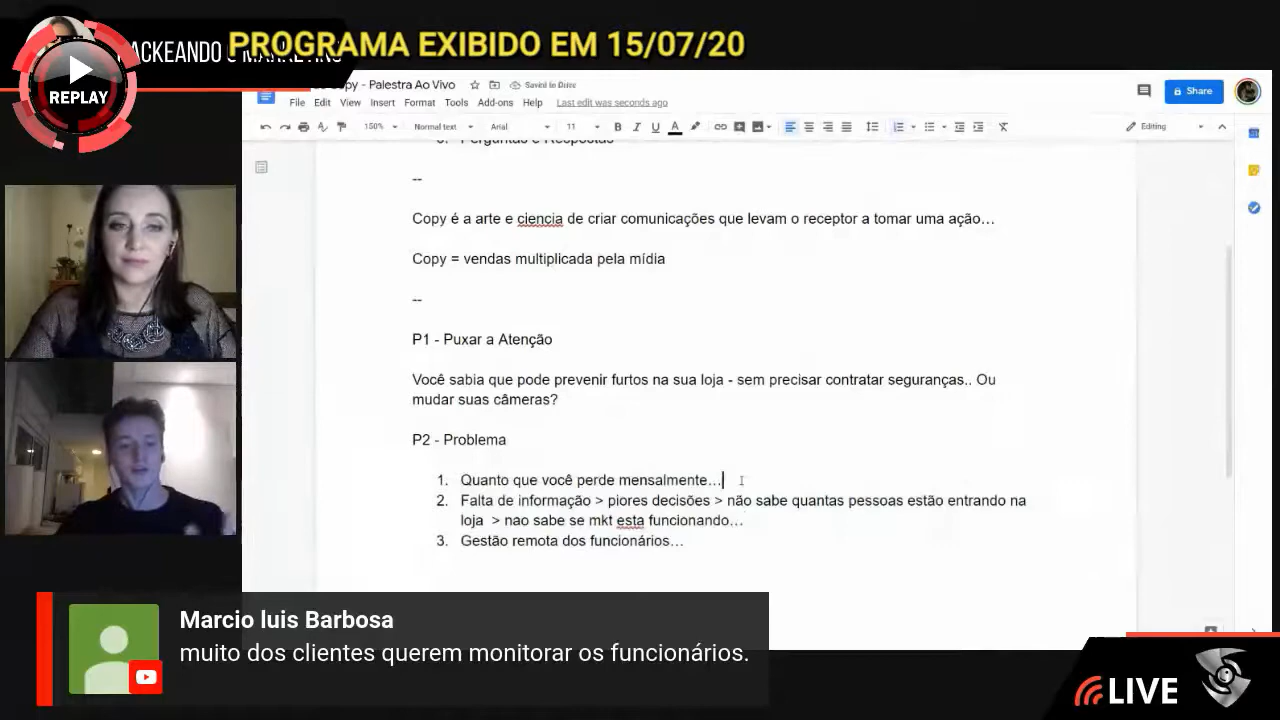 PROGRAMA EXIBIDO EM 15/07/20
REPLAY
Copy - Palestra Ao Vivo
Saved to Drive
File Edit View Insert Format Tools Add-ons Help Last edit was seconds ago
Share
150% Normal text Arial 11 B I U A Editing
Perguntas e Respostas
--
Copy é a arte e ciencia de criar comunicações que levam o receptor a tomar uma ação...
Copy = vendas multiplicada pela mídia
--
P1 - Puxar a Atenção
Você sabia que pode prevenir furtos na sua loja - sem precisar contratar seguranças.. Ou
mudar suas câmeras?
P2 - Problema
1. Quanto que você perde mensalmente...
2. Falta de informação > piores decisões > não sabe quantas pessoas estão entrando na
loja > nao sabe se mkt esta funcionando...
3. Gestão remota dos funcionários...
Marcio luis Barbosa
muito dos clientes querem monitorar os funcionários.
LIVE